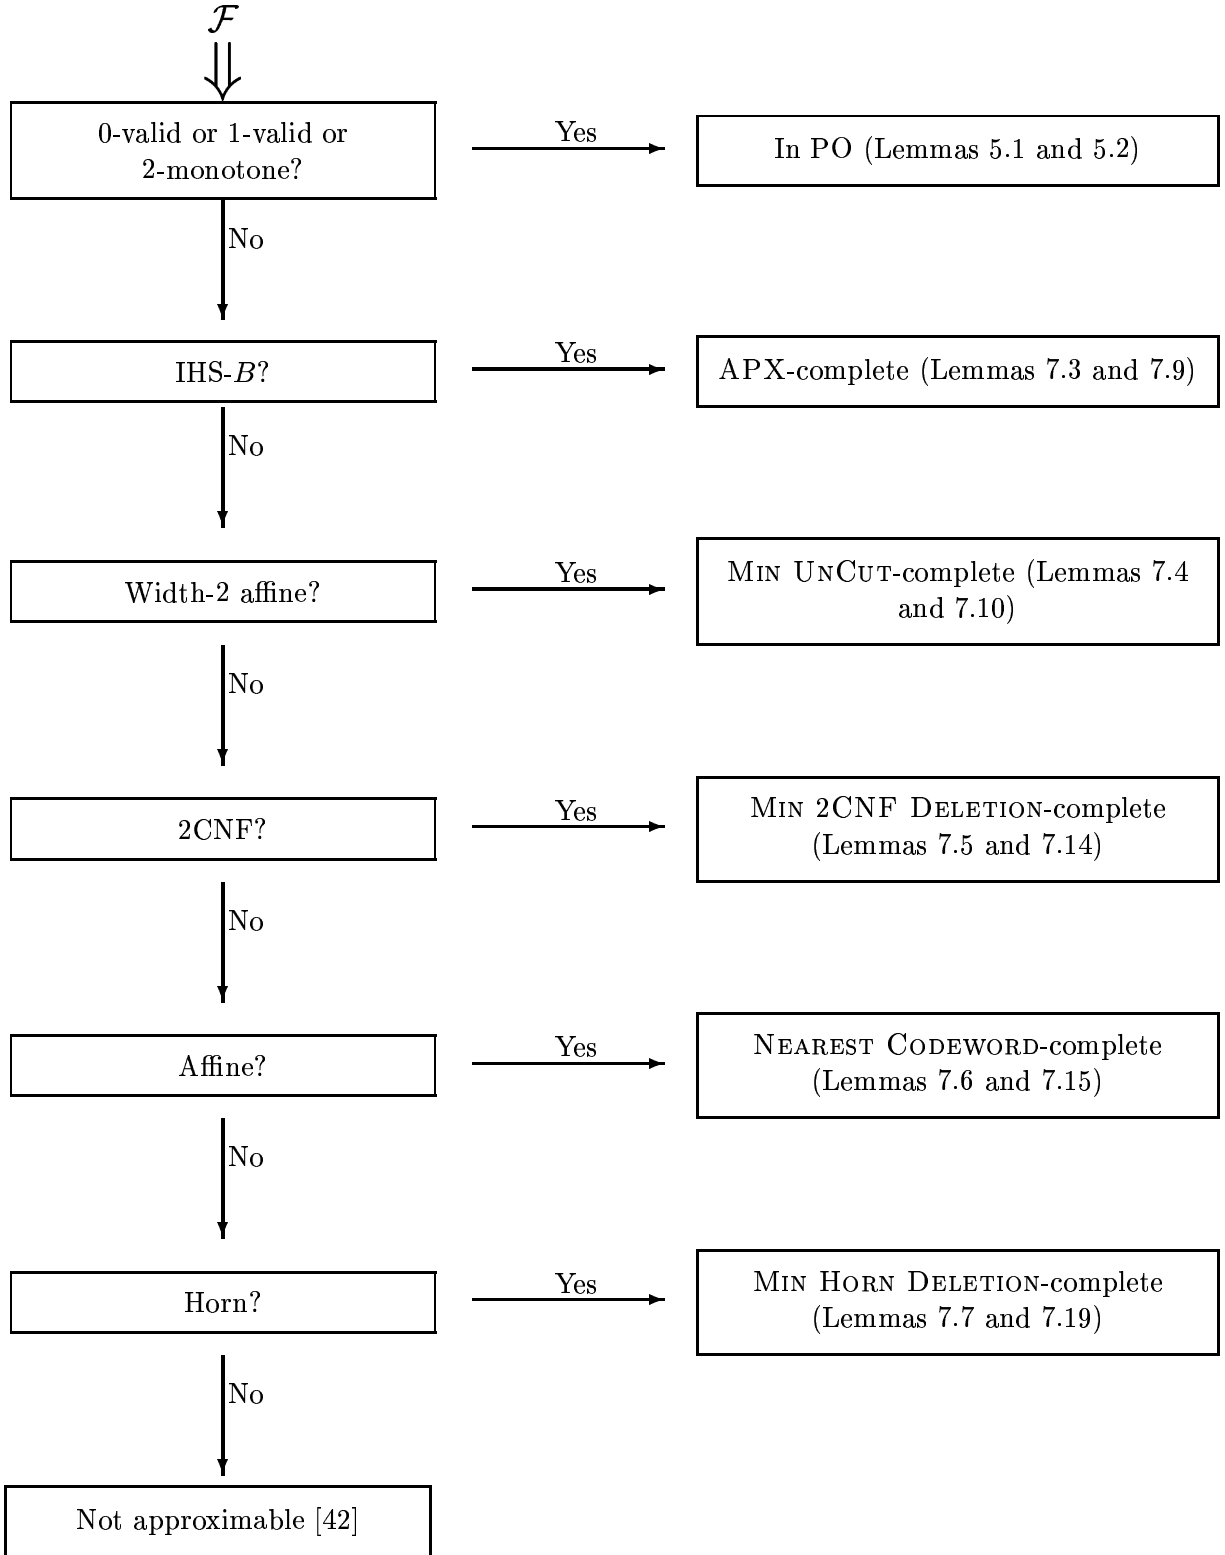 ℱ
0-valid or 1-valid or
2-monotone?
Yes
In PO (Lemmas 5.1 and 5.2)
No
IHS-B?
Yes
APX-complete (Lemmas 7.3 and 7.9)
No
Width-2 affine?
Yes
MIN UNCUT-complete (Lemmas 7.4
and 7.10)
No
2CNF?
Yes
MIN 2CNF DELETION-complete
(Lemmas 7.5 and 7.14)
No
Affine?
Yes
NEAREST CODEWORD-complete
(Lemmas 7.6 and 7.15)
No
Horn?
Yes
MIN HORN DELETION-complete
(Lemmas 7.7 and 7.19)
No
Not approximable [42]